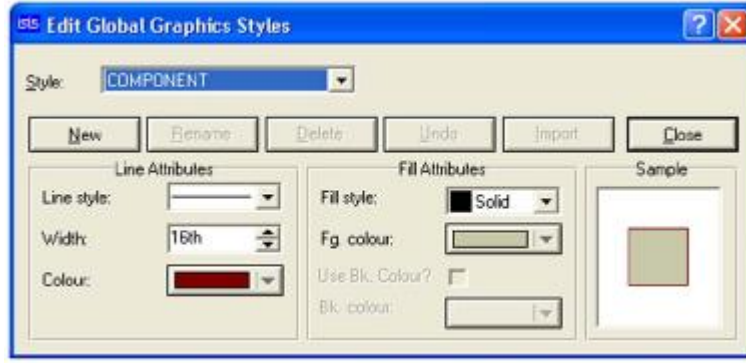 ISIS Edit Global Graphics Styles ?
Style: COMPONENT
New Rename Delete Undo Import Close
Line Attributes Fill Attributes Sample
Line style: Fill style: Solid
Width: 16th Fg. colour:
Colour: Use Bk. Colour?
Bk. colour: